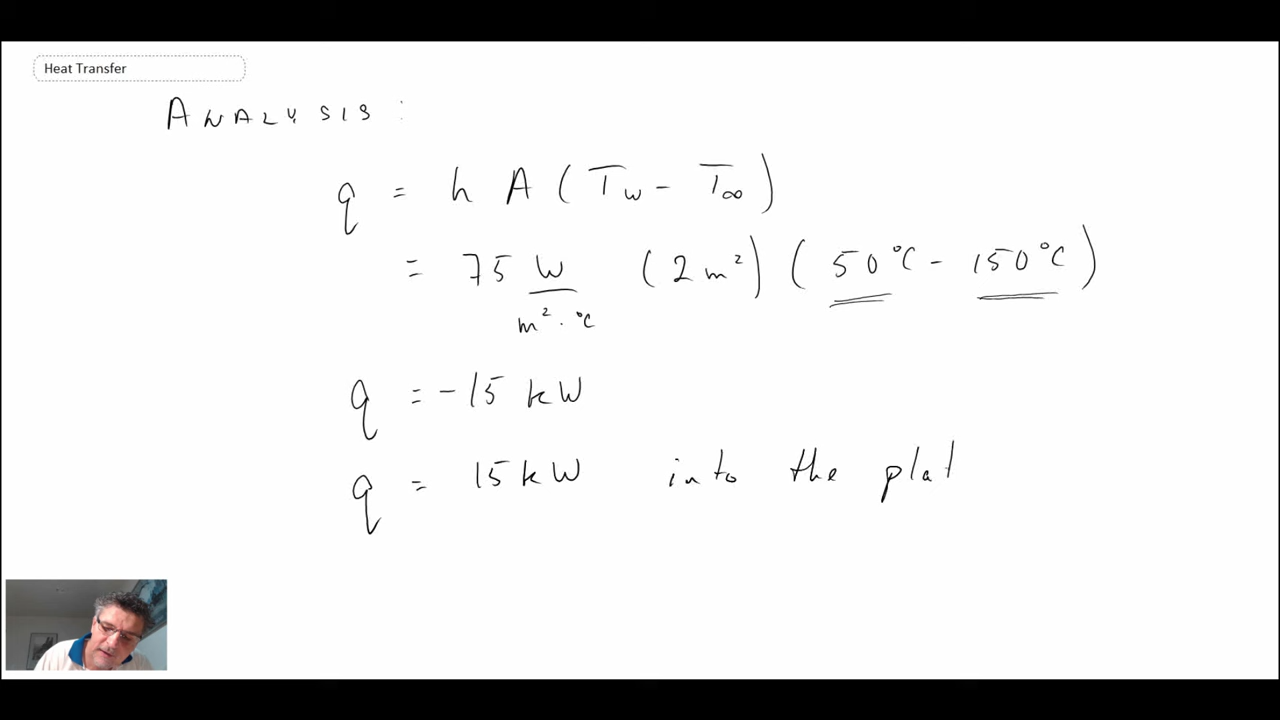 Heat Transfer
ANALYSIS :
q = h A ( Tw - T∞ )
= 75 W/m²·°C (2 m²) ( 50°C - 150°C )
q = -15 kW
q = 15 kW into the plat